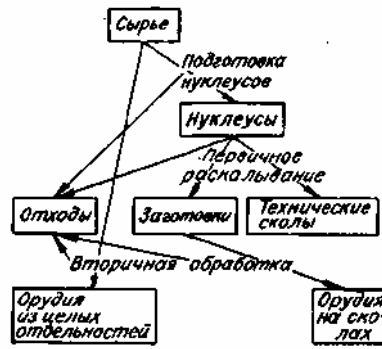 Сырье
Подготовка
нуклеусов
Нуклеусы
Первичное
раскалывание
Отходы
Заготовки
Технические
сколы
Вторичная обработка
Орудия
из целых
отдельностей
Орудия
на ско-
лах